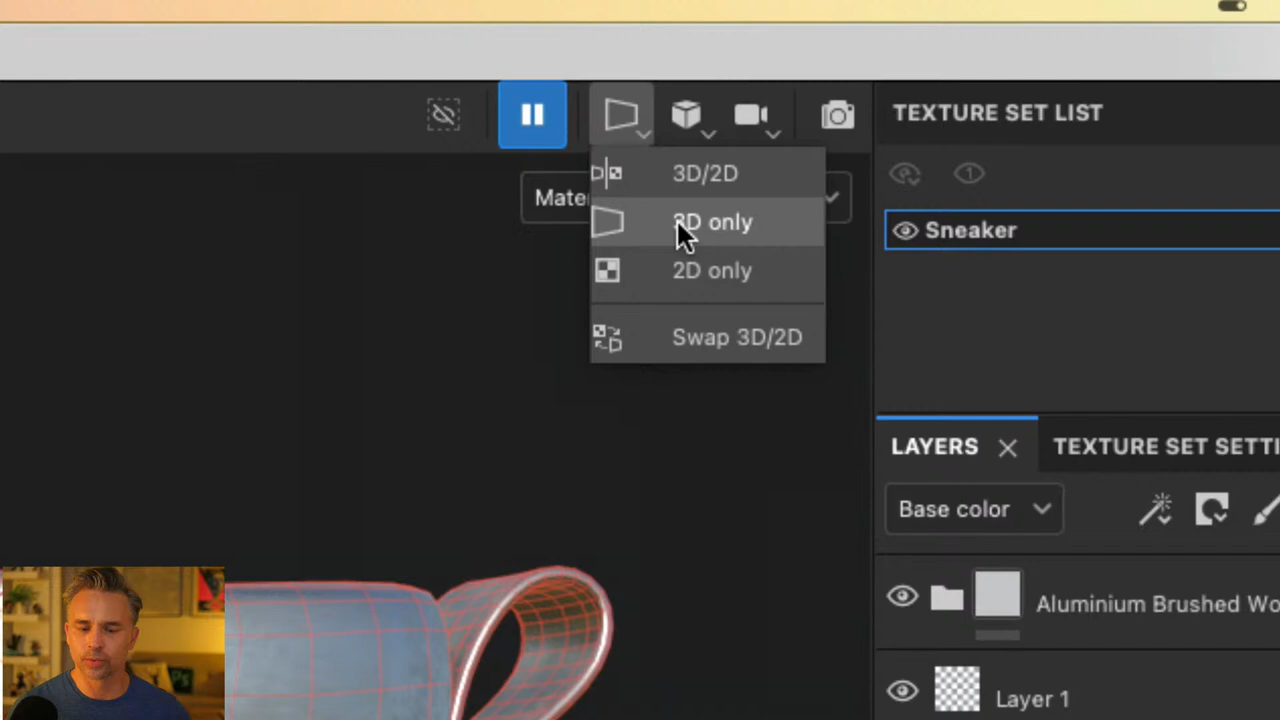 TEXTURE SET LIST
1
3D/2D
Mate
3D only
Sneaker
2D only
Swap 3D/2D
LAYERS
TEXTURE SET SETTI
Base color
Aluminium Brushed Wo
Layer 1